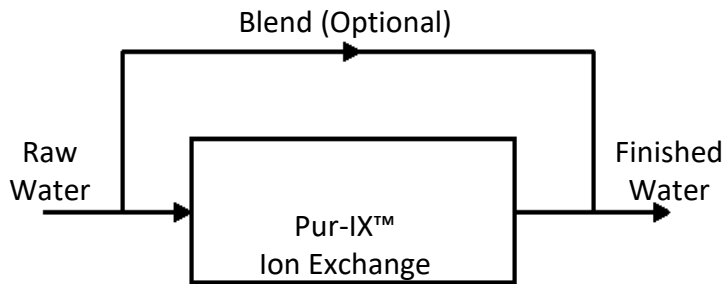 Blend (Optional)
Raw
Water
Finished
Water
Pur-IX™
Ion Exchange